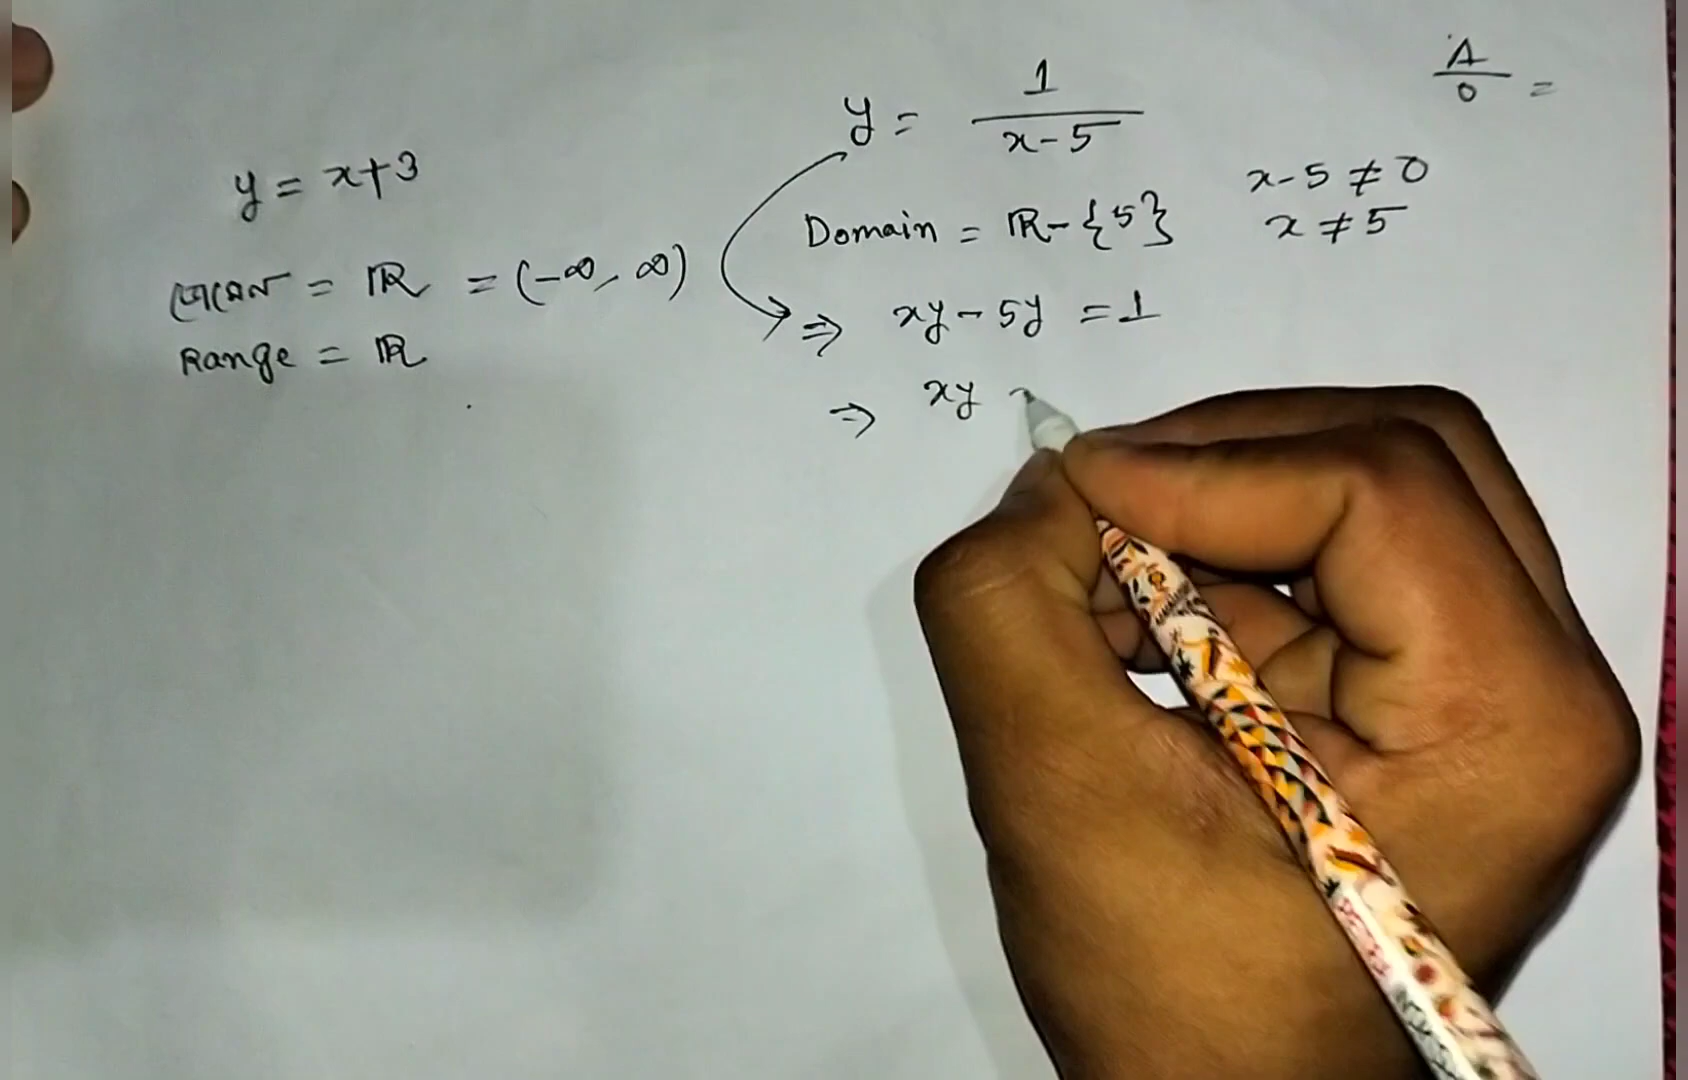 y = x+3
ডোমেন = ℝ = (-∞, ∞)
Range = ℝ
y = 1/(x-5)
Domain = ℝ - {5}
⇒ xy - 5y = 1
⇒ xy =
A/0 =
x-5 ≠ 0
x ≠ 5